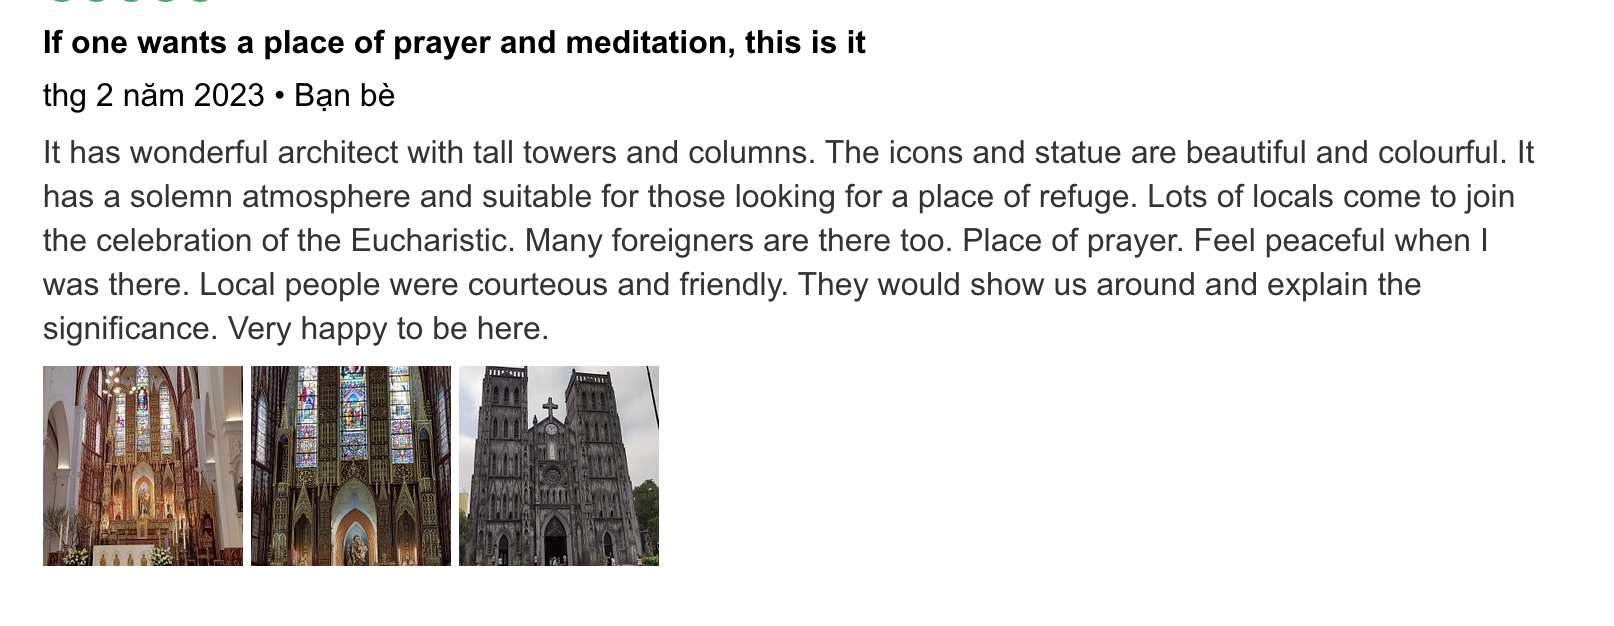 If one wants a place of prayer and meditation, this is it
thg 2 năm 2023 • Bạn bè
It has wonderful architect with tall towers and columns. The icons and statue are beautiful and colourful. It
has a solemn atmosphere and suitable for those looking for a place of refuge. Lots of locals come to join
the celebration of the Eucharistic. Many foreigners are there too. Place of prayer. Feel peaceful when I
was there. Local people were courteous and friendly. They would show us around and explain the
significance. Very happy to be here.